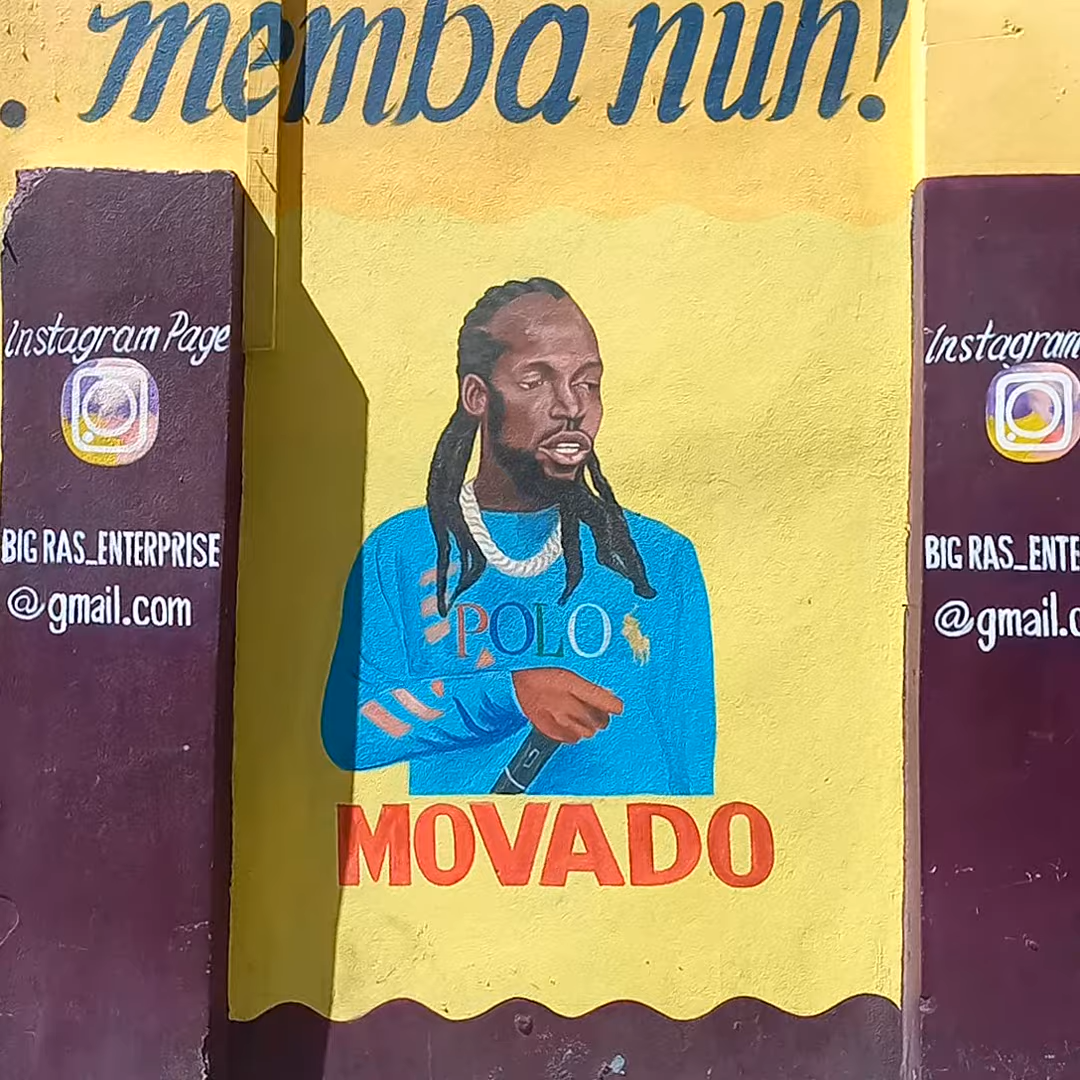 . memba nuh!
Instagram Page
BIG RAS_ENTERPRISE
@gmail.com
POLO
MOVADO
Instagram
BIG RAS_ENTE
@gmail.c